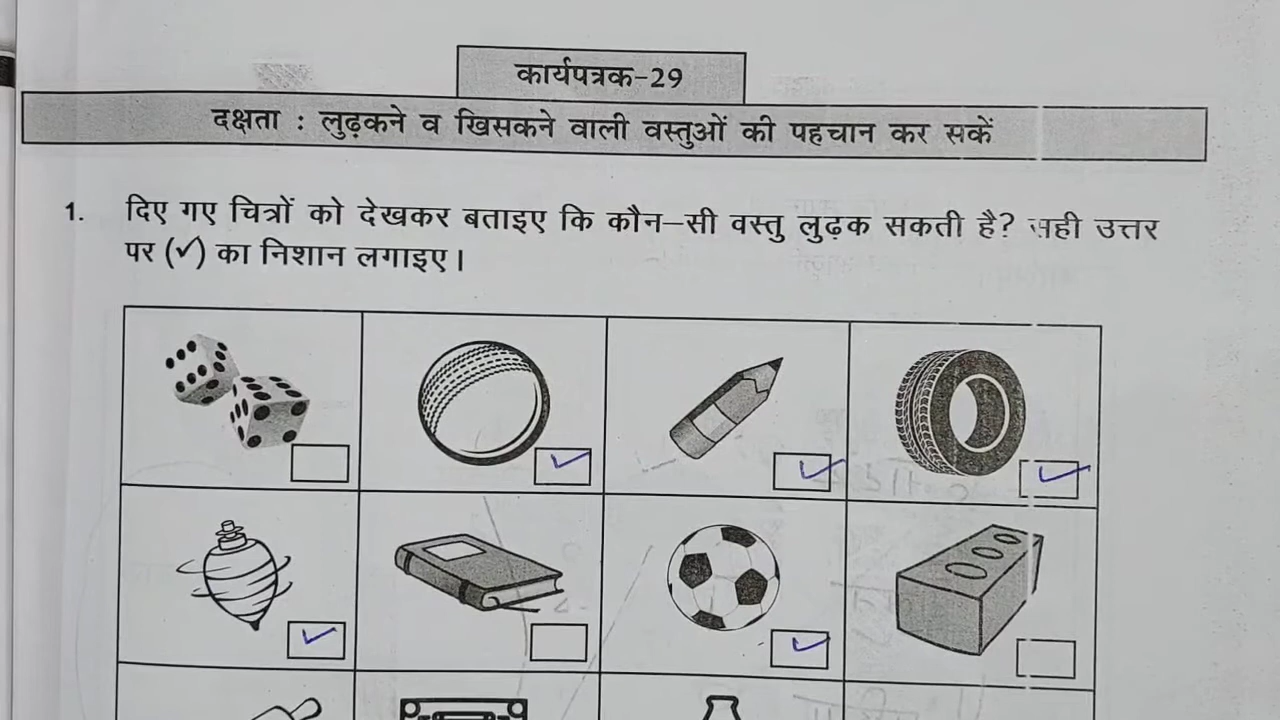 कार्यपत्रक-29
दक्षता : लुढ़कने व खिसकने वाली वस्तुओं की पहचान कर सकें
1. दिए गए चित्रों को देखकर बताइए कि कौन-सी वस्तु लुढ़क सकती है? सही उत्तर
पर (✓) का निशान लगाइए।